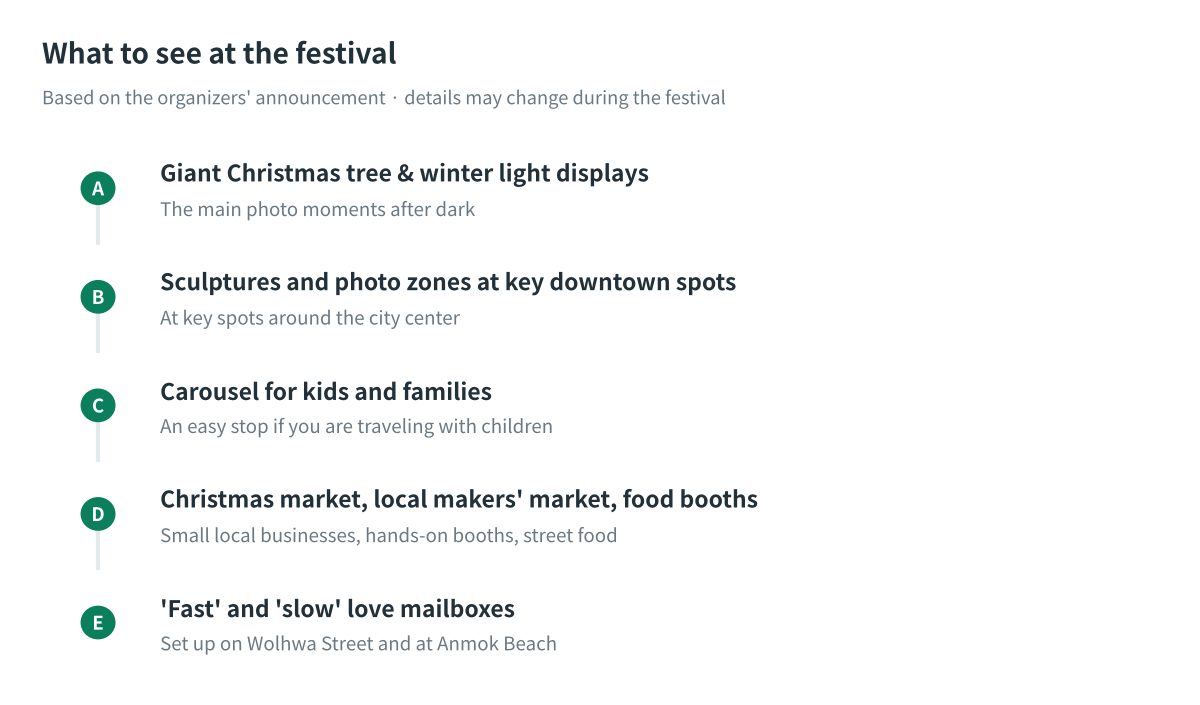 What to see at the festival
Based on the organizers' announcement · details may change during the festival
A
Giant Christmas tree & winter light displays
The main photo moments after dark
B
Sculptures and photo zones at key downtown spots
At key spots around the city center
C
Carousel for kids and families
An easy stop if you are traveling with children
D
Christmas market, local makers' market, food booths
Small local businesses, hands-on booths, street food
E
'Fast' and 'slow' love mailboxes
Set up on Wolhwa Street and at Anmok Beach